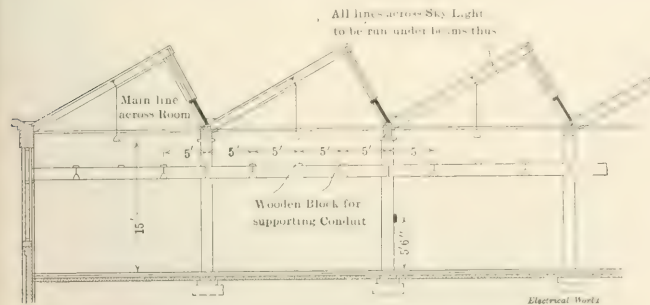 All lines across Sky Light
to be run under beams thus
Main line
across Room
5' 5' 5' 5' 5' 5
Wooden Block for
supporting Conduit
15'
5'6"
Electrical World